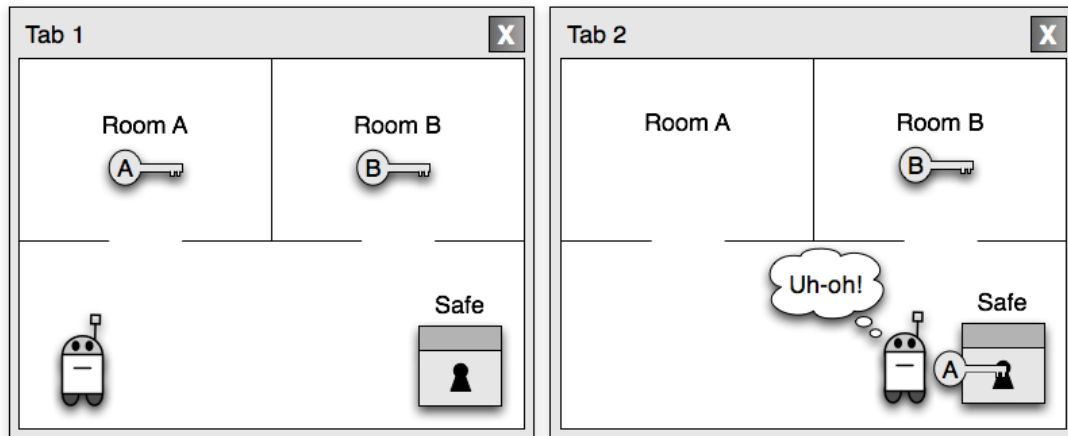 Tab 1
X
Room A
Room B
A
B
Safe
Tab 2
X
Room A
Room B
B
Uh-oh!
Safe
A